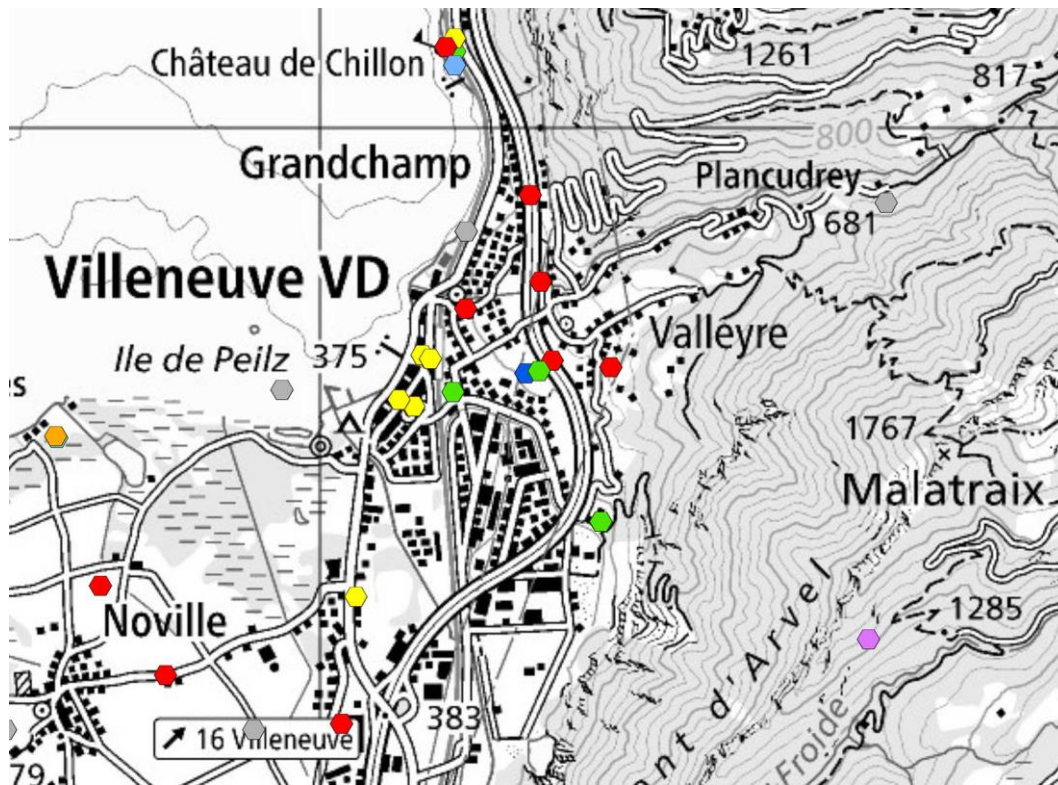 1261
Château de Chillon
817
800
Grandchamp
Plancudrey
681
Villeneuve VD
Valleyre
Ile de Peilz 375
s
1767
Malatraix
1285
Noville
d'Arvel
383
16 Villeneuve
ont
Froide
79